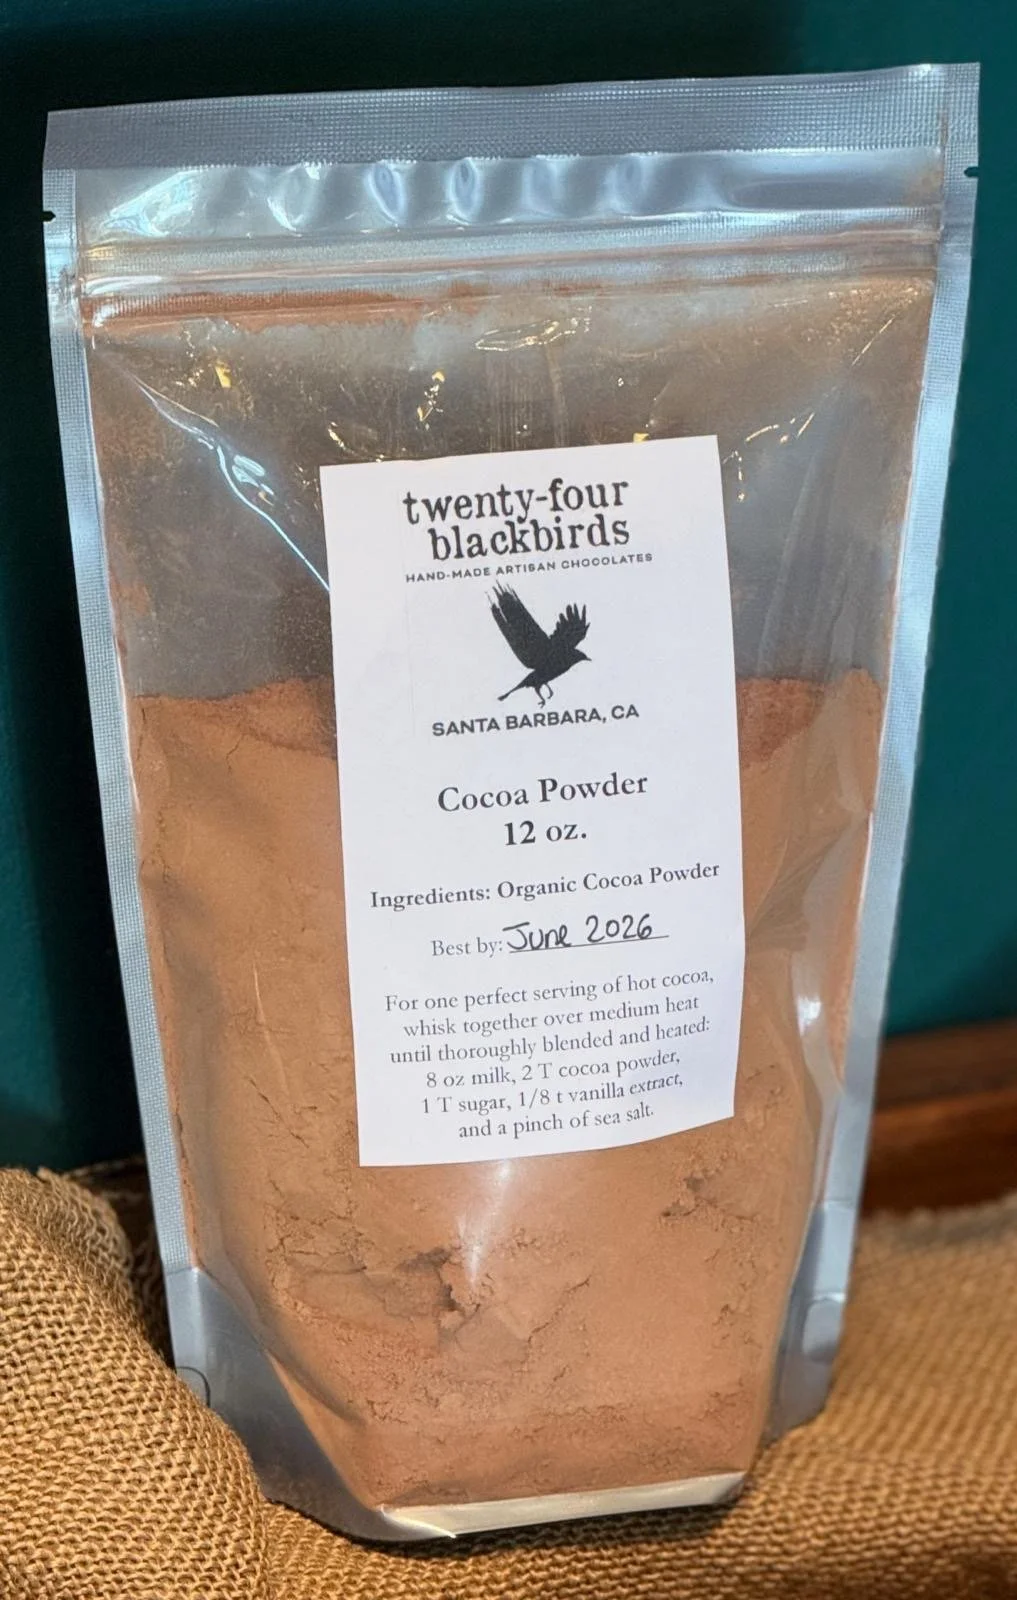 twenty-four
blackbirds
HAND-MADE ARTISAN CHOCOLATES
SANTA BARBARA, CA
Cocoa Powder
12 oz.
Ingredients: Organic Cocoa Powder
Best by: June 2026
For one perfect serving of hot cocoa,
whisk together over medium heat
until thoroughly blended and heated:
8 oz milk, 2 T cocoa powder,
1 T sugar, 1/8 t vanilla extract,
and a pinch of sea salt.